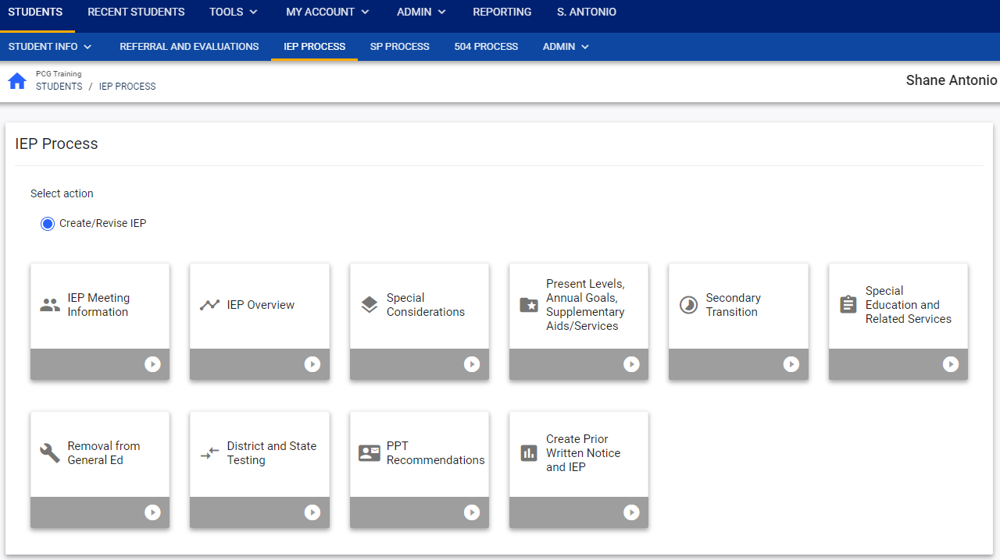 STUDENTS RECENT STUDENTS TOOLS MY ACCOUNT ADMIN REPORTING S. ANTONIO
STUDENT INFO REFERRAL AND EVALUATIONS IEP PROCESS SP PROCESS 504 PROCESS ADMIN
PCG Training
STUDENTS / IEP PROCESS
Shane Antonio
IEP Process
Select action
Create/Revise IEP
IEP Meeting
Information
IEP Overview
Special
Considerations
Present Levels,
Annual Goals,
Supplementary
Aids/Services
Secondary
Transition
Special
Education and
Related Services
Removal from
General Ed
District and State
Testing
PPT
Recommendations
Create Prior
Written Notice
and IEP